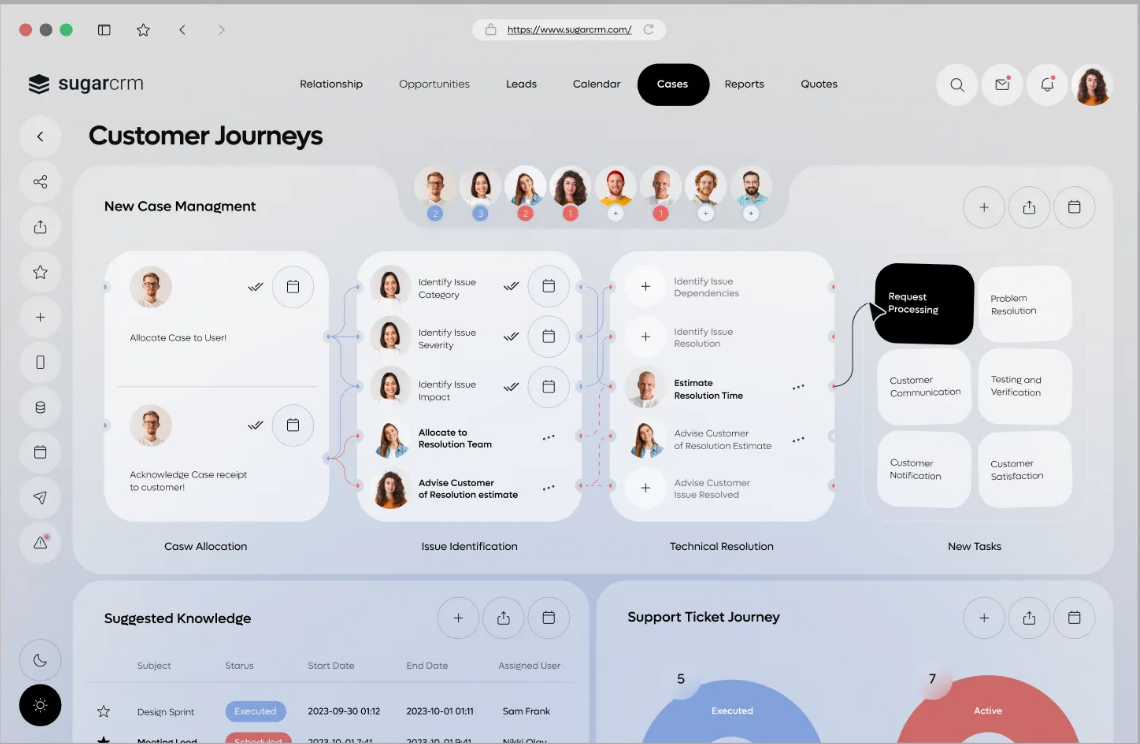 https://www.sugarcrm.com/
sugarcrm
Relationship
Opportunities
Leads
Calendar
Cases
Reports
Quotes
Customer Journeys
New Case Managment
2
3
2
1
+
1
+
+
Allocate Case to User!
Acknowledge Case receipt
to customer!
Casw Allocation
Identify Issue
Category
Identify Issue
Severity
Identify Issue
Impact
Allocate to
Resolution Team
Advise Customer
of Resolution estimate
Issue Identification
Identify Issue
Dependencies
Identify Issue
Resolution
Estimate
Resolution Time
Advise Customer
of Resolution Estimate
Advise Customer
Issue Resolved
Technical Resolution
Request
Processing
Problem
Resolution
Customer
Communication
Testing and
Verification
Customer
Notification
Customer
Satisfaction
New Tasks
Suggested Knowledge
Subject
Starus
Start Date
End Date
Assigned User
Design Sprint
Executed
2023-09-30 01:12
2023-10-01 01:11
Sam Frank
Meeting Lead
Scheduled
2023-10-01 7:41
2023-10-01 9:41
Nikki Olay
Support Ticket Journey
5
Executed
7
Active